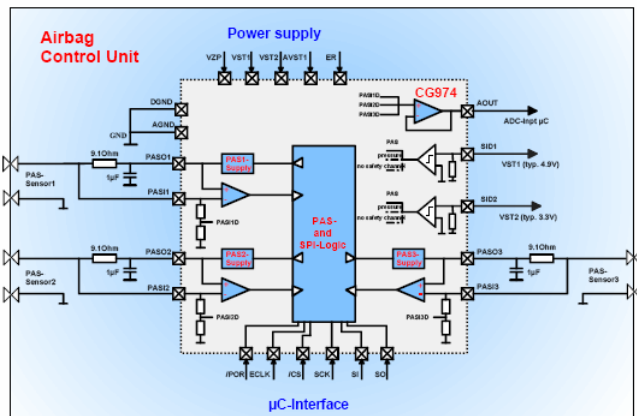 Airbag
Control Unit
Power supply
VZP
VST1
VST2
AVST1
ER
CG974
DGND
AGND
GND
PASI1D
PASI2D
PASI3D
AOUT
ADC-Inpt µC
PAS-
Sensor1
9.1Ohm
1µF
PASO1
PASI1
PAS1-
Supply
PASI1D
PAS-
and
SPI-Logic
PAS
pressure
no safety channel
SID1
VST1 (typ. 4.9V)
PAS
pressure
no safety channel
SID2
VST2 (typ. 3.3V)
PAS-
Sensor2
9.1Ohm
1µF
PASO2
PASI2
PAS2-
Supply
PASI2D
PAS3-
Supply
PASI3D
PASO3
PASI3
9.1Ohm
1µF
PAS-
Sensor3
/POR
ECLK
/CS
SCK
SI
SO
µC-Interface